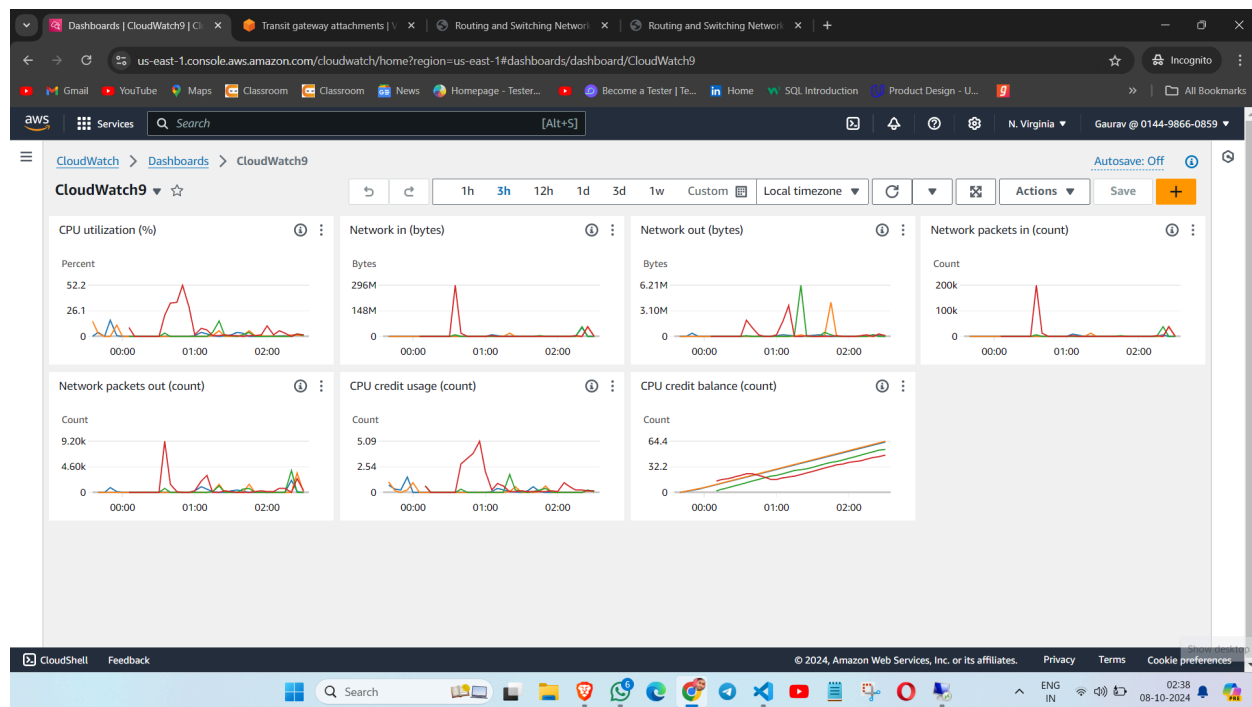 Dashboards | CloudWatch9 | Cl
Transit gateway attachments | V
Routing and Switching Network
Routing and Switching Network
us-east-1.console.aws.amazon.com/cloudwatch/home?region=us-east-1#dashboards/dashboard/CloudWatch9
Incognito
Gmail YouTube Maps Classroom Classroom News Homepage - Tester... Become a Tester | Te... Home SQL Introduction Product Design - U... All Bookmarks
aws Services Search [Alt+S] N. Virginia Gaurav @ 0144-9866-0859
CloudWatch > Dashboards > CloudWatch9 Autosave: Off
CloudWatch9 1h 3h 12h 1d 3d 1w Custom Local timezone Actions Save
CPU utilization (%)
Percent
52.2
26.1
0
00:00 01:00 02:00
Network in (bytes)
Bytes
296M
148M
0
00:00 01:00 02:00
Network out (bytes)
Bytes
6.21M
3.10M
0
00:00 01:00 02:00
Network packets in (count)
Count
200k
100k
0
00:00 01:00 02:00
Network packets out (count)
Count
9.20k
4.60k
0
00:00 01:00 02:00
CPU credit usage (count)
Count
5.09
2.54
0
00:00 01:00 02:00
CPU credit balance (count)
Count
64.4
32.2
0
00:00 01:00 02:00
Show desktop
CloudShell Feedback © 2024, Amazon Web Services, Inc. or its affiliates. Privacy Terms Cookie preferences
Search 6 ENG 02:38
IN 08-10-2024
PRE